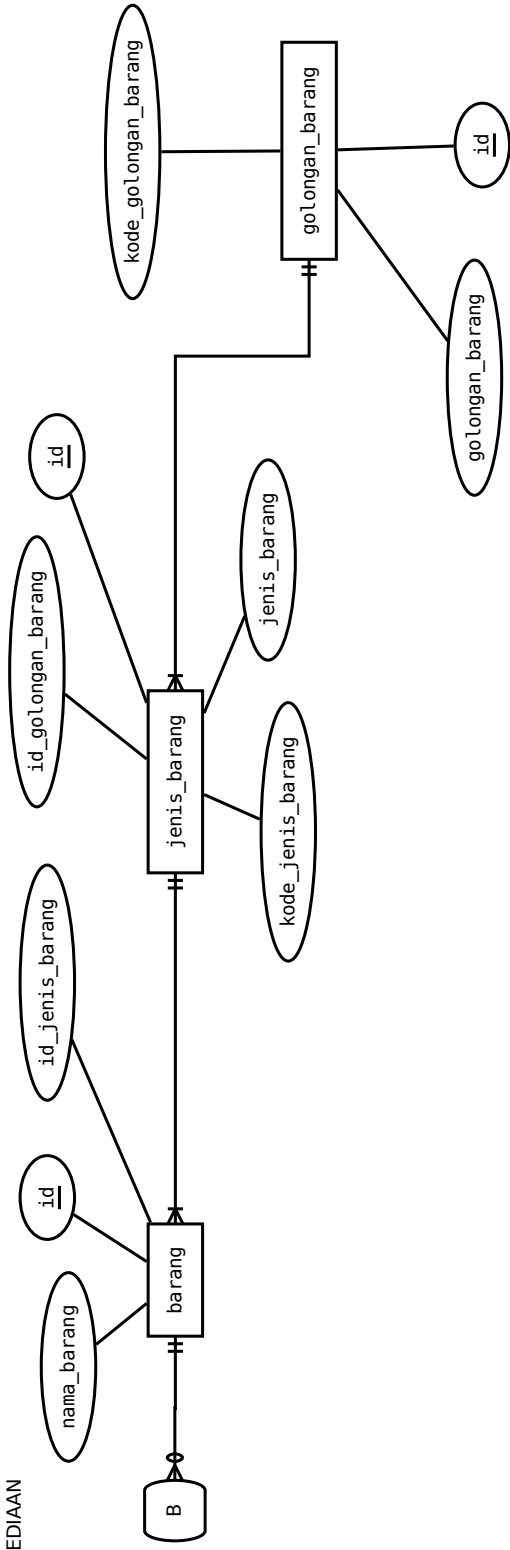 EDIAAN
B
nama_barang
id
id_jenis_barang
barang
id_golongan_barang
id
jenis_barang
kode_jenis_barang
jenis_barang
kode_golongan_barang
golongan_barang
golongan_barang
id